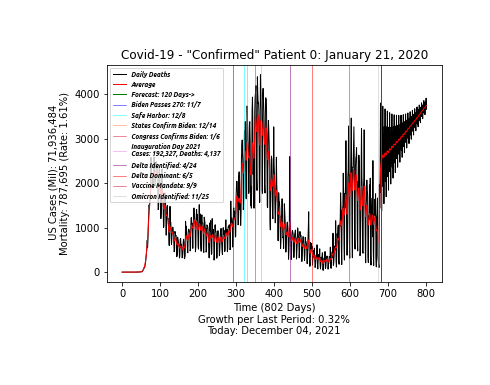 Covid-19 - "Confirmed" Patient 0: January 21, 2020
US Cases (Mil): 71,936,484
Mortality: 787,695 (Rate: 1.61%)
4000
3000
2000
1000
0
Daily Deaths
Average
Forecast: 120 Days->
Biden Passes 270: 11/7
Safe Harbor: 12/8
States Confirm Biden: 12/14
Congress Confirms Biden: 1/6
Inauguration Day 2021
Cases: 192,327, Deaths: 4,137
Delta Identified: 4/24
Delta Dominant: 6/5
Vaccine Mandate: 9/9
Omicron Identified: 11/25
0 100 200 300 400 500 600 700 800
Time (802 Days)
Growth per Last Period: 0.32%
Today: December 04, 2021